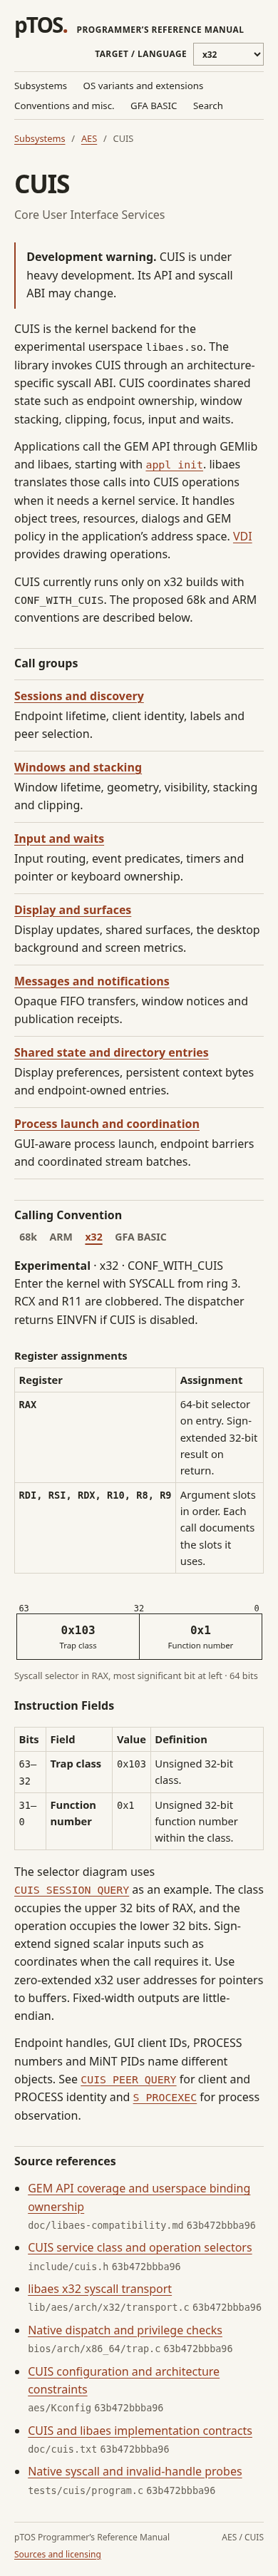 pTOS. PROGRAMMER'S REFERENCE MANUAL
TARGET / LANGUAGE x32
Subsystems OS variants and extensions
Conventions and misc. GFA BASIC Search
Subsystems / AES / CUIS
CUIS
Core User Interface Services
Development warning. CUIS is under
heavy development. Its API and syscall
ABI may change.
CUIS is the kernel backend for the
experimental userspace libaes.so. The
library invokes CUIS through an architecture-
specific syscall ABI. CUIS coordinates shared
state such as endpoint ownership, window
stacking, clipping, focus, input and waits.
Applications call the GEM API through GEMlib
and libaes, starting with appl_init. libaes
translates those calls into CUIS operations
when it needs a kernel service. It handles
object trees, resources, dialogs and GEM
policy in the application's address space. VDI
provides drawing operations.
CUIS currently runs only on x32 builds with
CONF_WITH_CUIS. The proposed 68k and ARM
conventions are described below.
Call groups
Sessions and discovery
Endpoint lifetime, client identity, labels and
peer selection.
Windows and stacking
Window lifetime, geometry, visibility, stacking
and clipping.
Input and waits
Input routing, event predicates, timers and
pointer or keyboard ownership.
Display and surfaces
Display updates, shared surfaces, the desktop
background and screen metrics.
Messages and notifications
Opaque FIFO transfers, window notices and
publication receipts.
Shared state and directory entries
Display preferences, persistent context bytes
and endpoint-owned entries.
Process launch and coordination
GUI-aware process launch, endpoint barriers
and coordinated stream batches.
Calling Convention
68k ARM x32 GFA BASIC
Experimental · x32 · CONF_WITH_CUIS
Enter the kernel with SYSCALL from ring 3.
RCX and R11 are clobbered. The dispatcher
returns EINVFN if CUIS is disabled.
Register assignments
Register Assignment
RAX 64-bit selector
on entry. Sign-
extended 32-bit
result on
return.
RDI, RSI, RDX, R10, R8, R9 Argument slots
in order. Each
call documents
the slots it
uses.
63 32 0
0x103 0x1
Trap class Function number
Syscall selector in RAX, most significant bit at left · 64 bits
Instruction Fields
Bits Field Value Definition
63– Trap class 0x103 Unsigned 32-bit
32 class.
31– Function 0x1 Unsigned 32-bit
0 number function number
within the class.
The selector diagram uses
CUIS_SESSION_QUERY as an example. The class
occupies the upper 32 bits of RAX, and the
operation occupies the lower 32 bits. Sign-
extend signed scalar inputs such as
coordinates when the call requires it. Use
zero-extended x32 user addresses for pointers
to buffers. Fixed-width outputs are little-
endian.
Endpoint handles, GUI client IDs, PROCESS
numbers and MiNT PIDs name different
objects. See CUIS_PEER_QUERY for client and
PROCESS identity and S_PROCEXEC for process
observation.
Source references
GEM API coverage and userspace binding
ownership
doc/libaes-compatibility.md 63b472bbba96
CUIS service class and operation selectors
include/cuis.h 63b472bbba96
libaes x32 syscall transport
lib/aes/arch/x32/transport.c 63b472bbba96
Native dispatch and privilege checks
bios/arch/x86_64/trap.c 63b472bbba96
CUIS configuration and architecture
constraints
aes/Kconfig 63b472bbba96
CUIS and libaes implementation contracts
doc/cuis.txt 63b472bbba96
Native syscall and invalid-handle probes
tests/cuis/program.c 63b472bbba96
pTOS Programmer's Reference Manual AES / CUIS
Sources and licensing